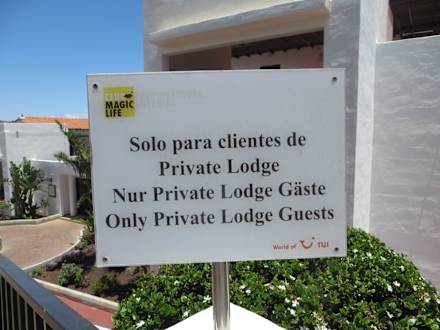 CLUB
MAGIC
LIFE
Solo para clientes de
Private Lodge
Nur Private Lodge Gäste
Only Private Lodge Guests
World of TUI